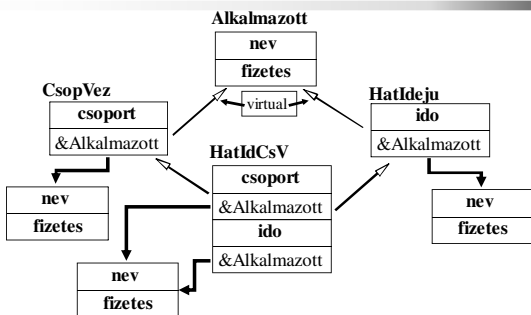 Alkalmazott
nev
fizetes
virtual
CsopVez
csoport
&Alkalmazott
nev
fizetes
HatIdeju
ido
&Alkalmazott
nev
fizetes
HatIdCsV
csoport
&Alkalmazott
ido
&Alkalmazott
nev
fizetes